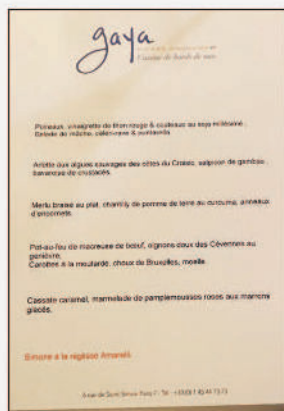 gaya
Cuisine de bords de mer
Poireaux, vinaigrette de thon rouge & couteaux au soja millésimé.
Salade de mâche, céleri-rave &
Arlette aux algues sauvages des côtes du Croisic, salpicon de gambas,
bavaroise de crustacés.
Merlu braisé au plat, chantilly de pomme de terre au curcuma, anneaux
d'encornets.
Pot-au-feu de macreuse de bœuf, oignons doux des Cévennes au
genièvre.
Carottes à la moutarde, choux de Bruxelles, moelle.
Cassate caramel, marmelade de pamplemousses roses aux marrons
glacés.
Simone à la réglisse Amarelli